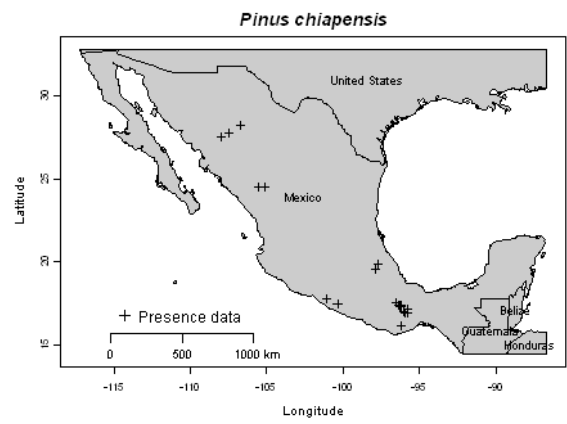 Pinus chiapensis
United States
30
25
Latitude
Mexico
20
Belize
+ Presence data
Guatemala
Honduras
15
0 500 1000 km
-115 -110 -105 -100 -95 -90
Longitude